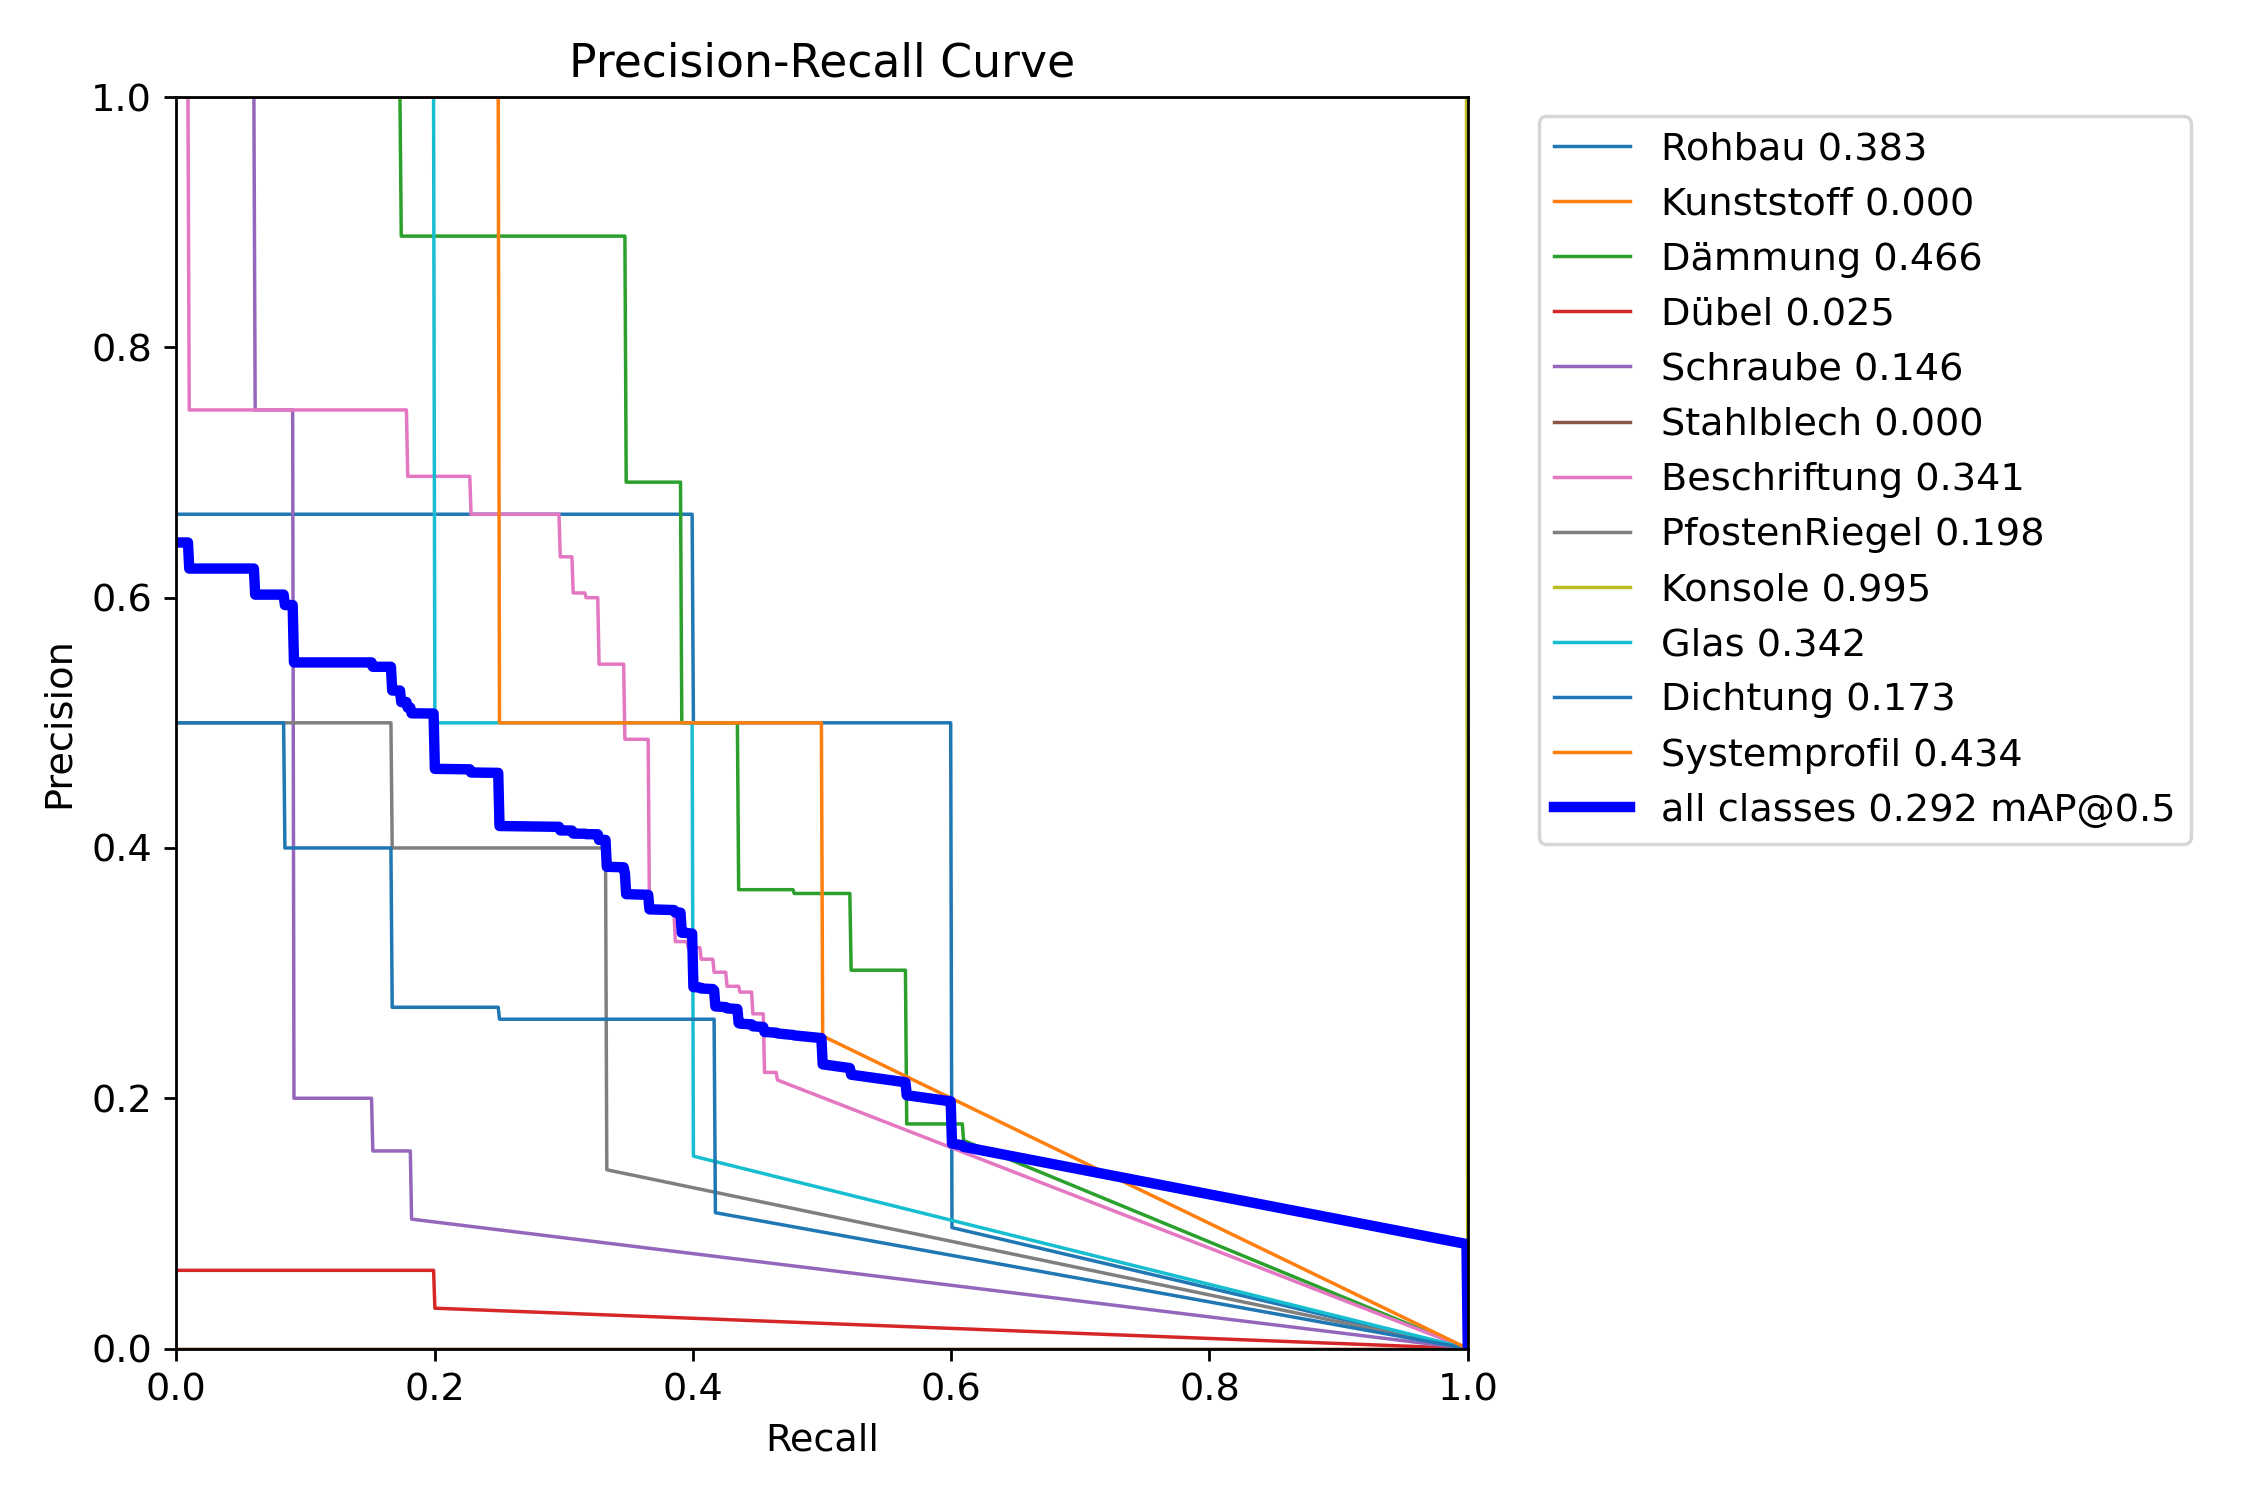 Precision-Recall Curve
1.0
0.8
0.6
0.4
0.2
0.0
Precision
0.0 0.2 0.4 0.6 0.8 1.0
Recall
Rohbau 0.383
Kunststoff 0.000
Dämmung 0.466
Dübel 0.025
Schraube 0.146
Stahlblech 0.000
Beschriftung 0.341
PfostenRiegel 0.198
Konsole 0.995
Glas 0.342
Dichtung 0.173
Systemprofil 0.434
all classes 0.292 mAP@0.5